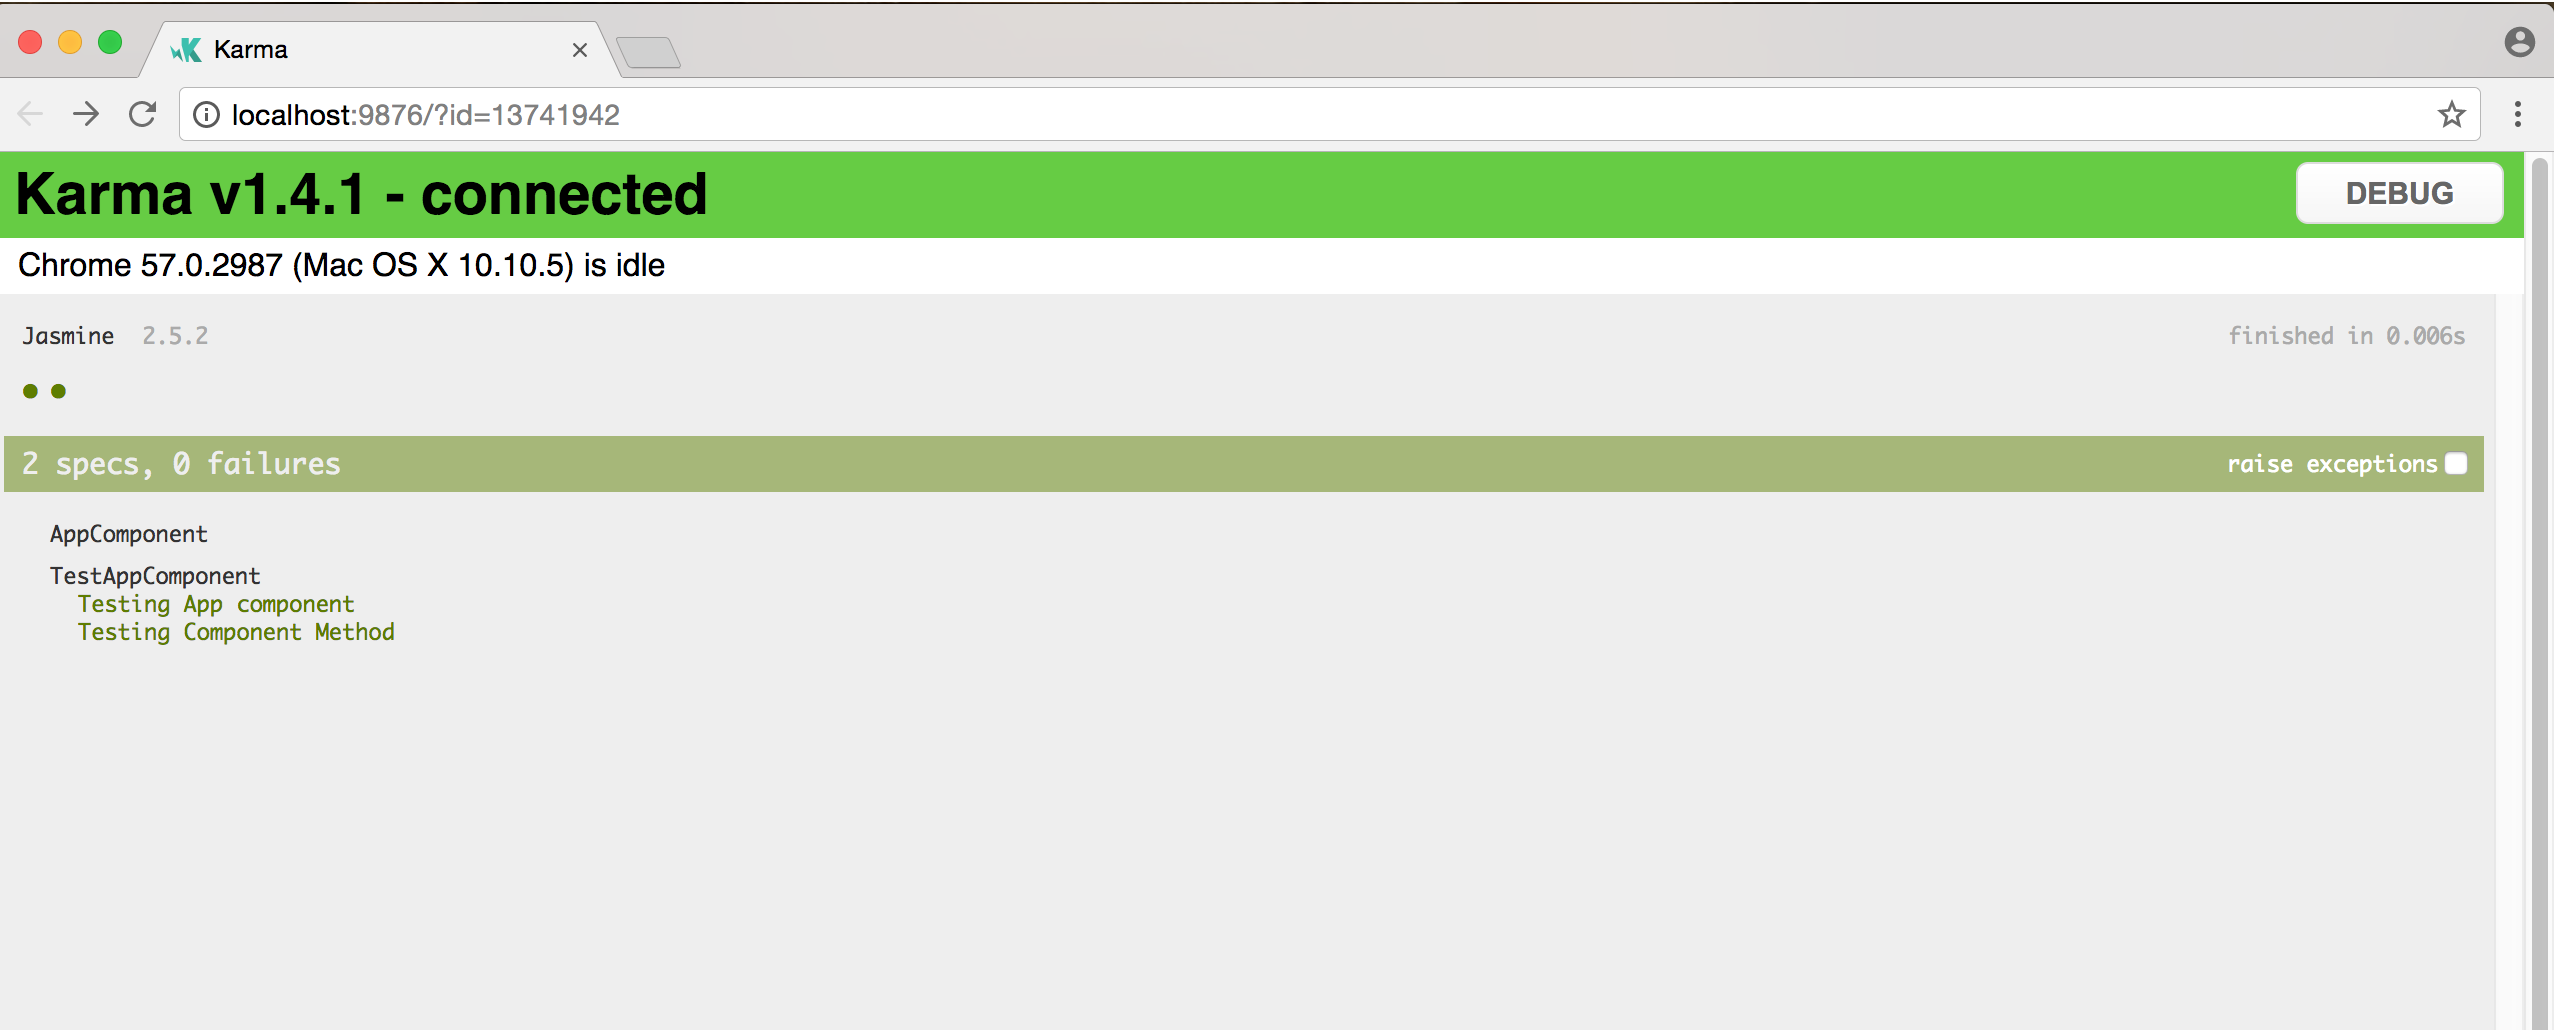 Karma
localhost:9876/?id=13741942
Karma v1.4.1 - connected
DEBUG
Chrome 57.0.2987 (Mac OS X 10.10.5) is idle
Jasmine 2.5.2
finished in 0.006s
2 specs, 0 failures
raise exceptions
AppComponent
TestAppComponent
Testing App component
Testing Component Method